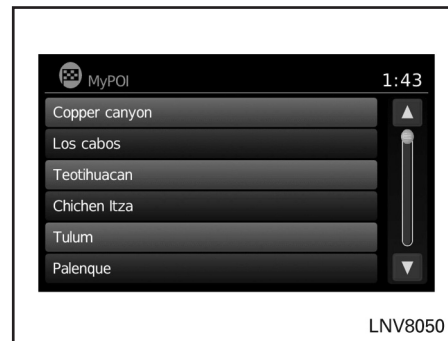 MyPOI 1:43
Copper canyon
Los cabos
Teotihuacan
Chichen Itza
Tulum
Palenque
LNV8050